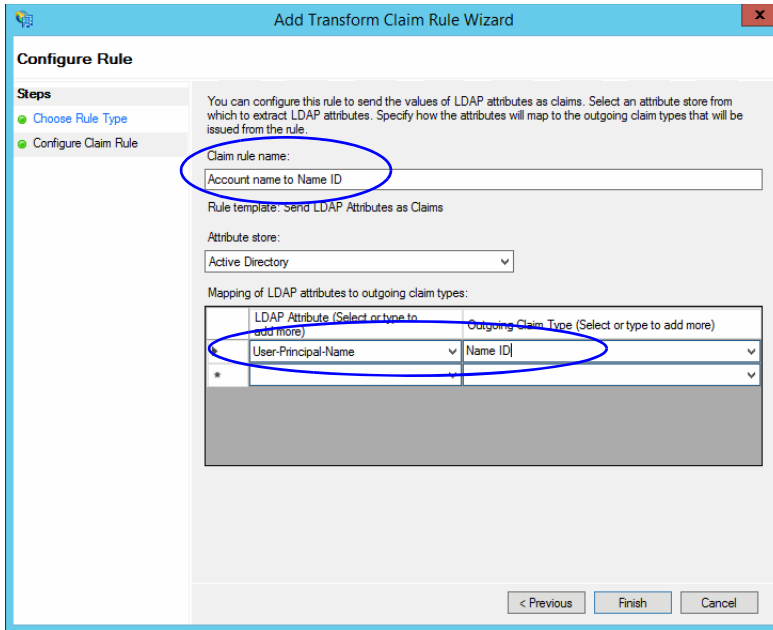 Add Transform Claim Rule Wizard
x
Configure Rule
Steps
Choose Rule Type
Configure Claim Rule
You can configure this rule to send the values of LDAP attributes as claims. Select an attribute store from
which to extract LDAP attributes. Specify how the attributes will map to the outgoing claim types that will be
issued from the rule.
Claim rule name:
Account name to Name ID
Rule template: Send LDAP Attributes as Claims
Attribute store:
Active Directory
Mapping of LDAP attributes to outgoing claim types:
LDAP Attribute (Select or type to
add more)
Outgoing Claim Type (Select or type to add more)
User-Principal-Name
Name ID
*
< Previous
Finish
Cancel